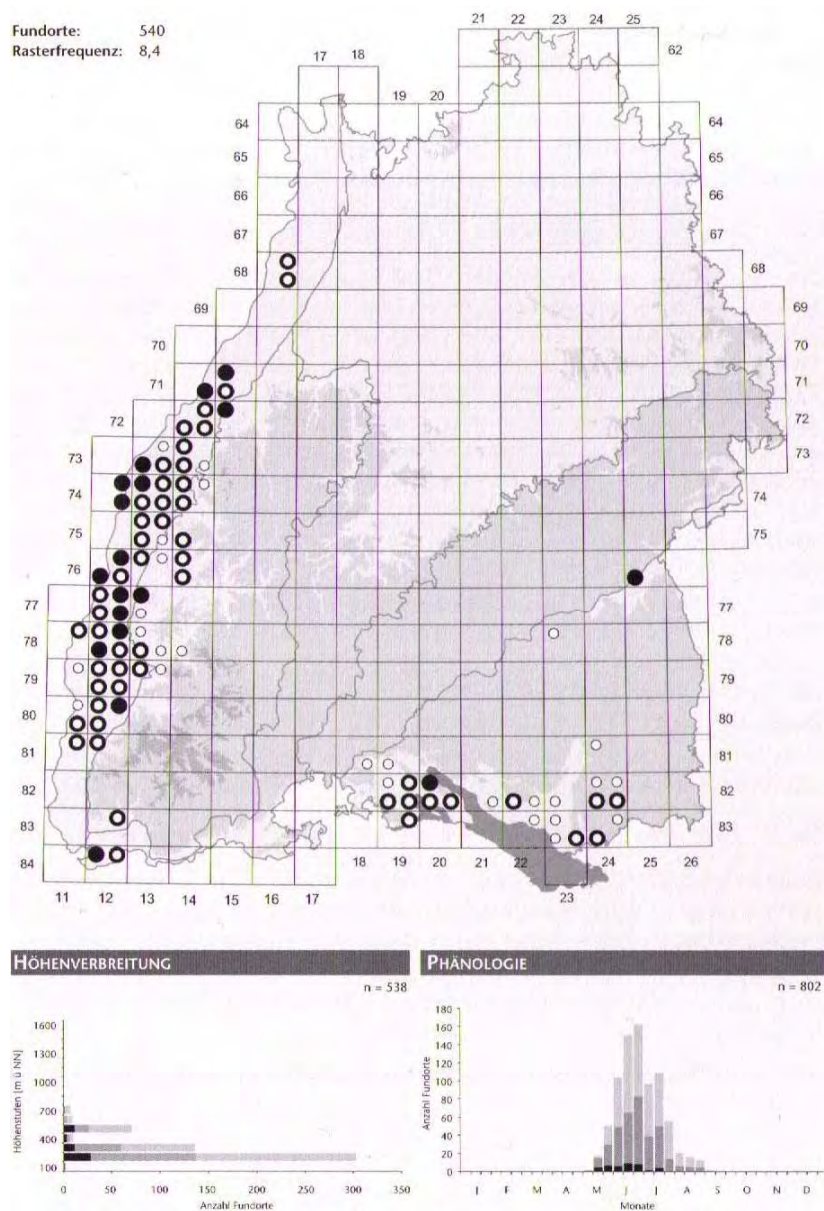 Fundorte: 540
Rasterfrequenz: 8,4
21 22 23 24 25
62
17 18
19 20
64 64
65 65
66 66
67 67
68 68
69 69
70 70
71 71
72 72
73 73
74 74
75 75
76
77 77
78 78
79 79
80 80
81 81
82 82
83 83
84 18 19 20 21 22 24 25 26
11 12 13 14 15 16 17 23
HÖHENVERBREITUNG
n = 538
Höhenstufen [m ü NN]
1600
1300
1000
700
400
100
0 50 100 150 200 250 300 350
Anzahl Fundorte
PHÄNOLOGIE
n = 802
Anzahl Fundorte
180
160
140
120
100
80
60
40
20
0
J F M A M J J A S O N D
Monate